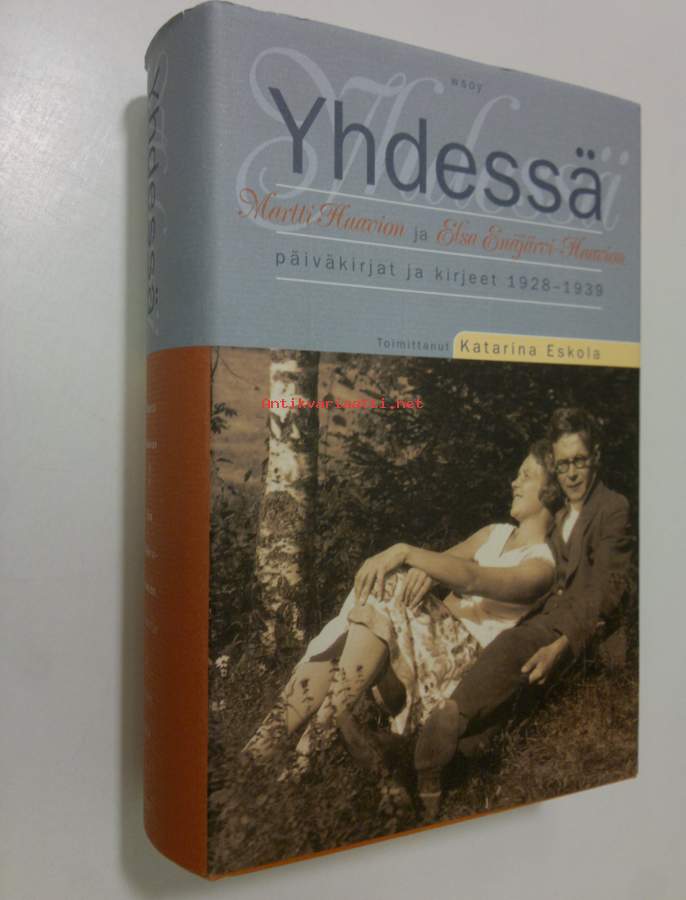 wsoy
Yhdessä
Martti Haavion ja Elsa Enäjärvi-Haavion
päiväkirjat ja kirjeet 1928–1939
Toimittanut Katarina Eskola
Antikvariaatti.net
Yhdessä